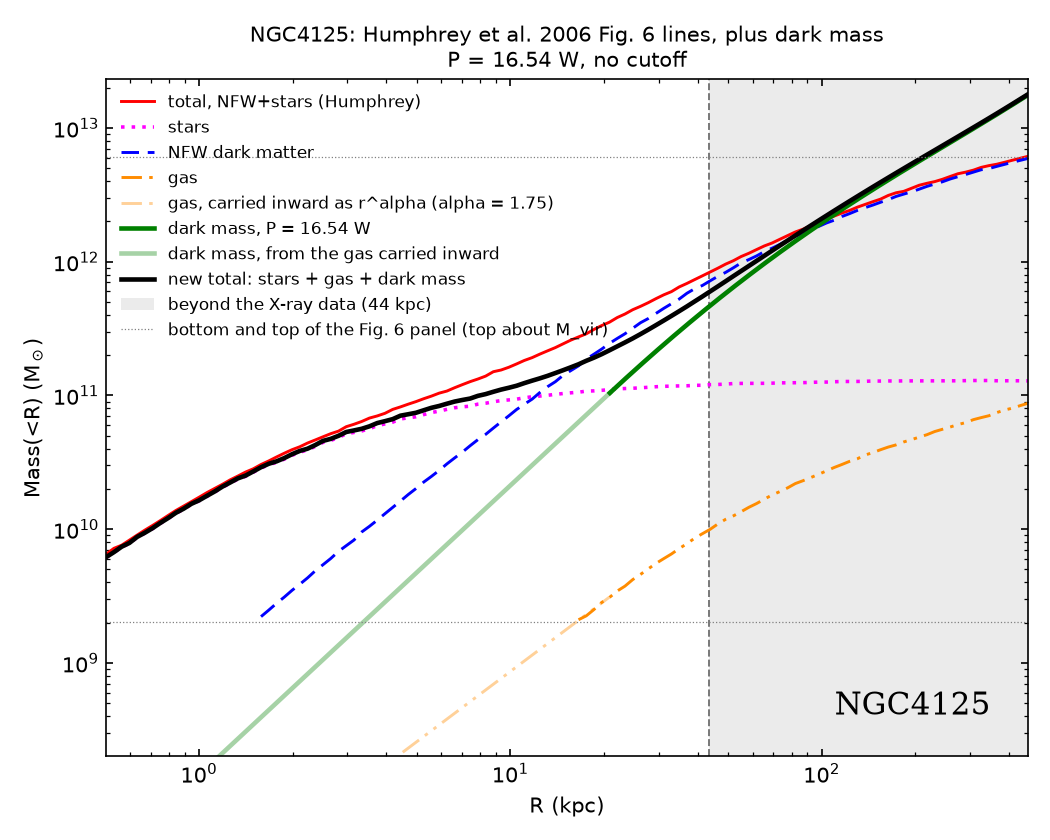 NGC4125: Humphrey et al. 2006 Fig. 6 lines, plus dark mass
P = 16.54 W, no cutoff
total, NFW+stars (Humphrey)
stars
NFW dark matter
gas
gas, carried inward as r^alpha (alpha = 1.75)
dark mass, P = 16.54 W
dark mass, from the gas carried inward
new total: stars + gas + dark mass
beyond the X-ray data (44 kpc)
bottom and top of the Fig. 6 panel (top about M_vir)
Mass(<R) (M☉)
10¹³
10¹²
10¹¹
10¹⁰
10⁹
NGC4125
10⁰
10¹
10²
R (kpc)